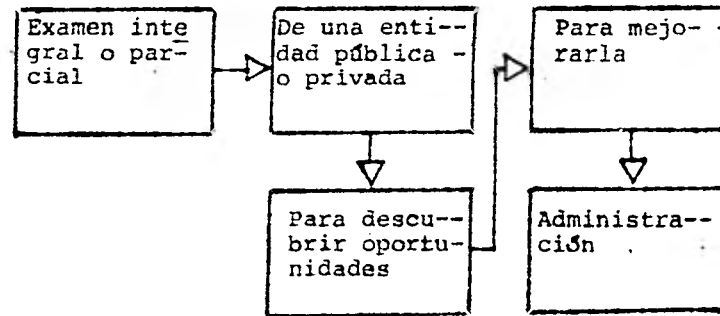 Examen inte
gral o par-
cial
De una enti--
dad pública -
o privada
Para mejo- -
rarla
Para descu--
brir oportu-
nidades
Administra--
ción